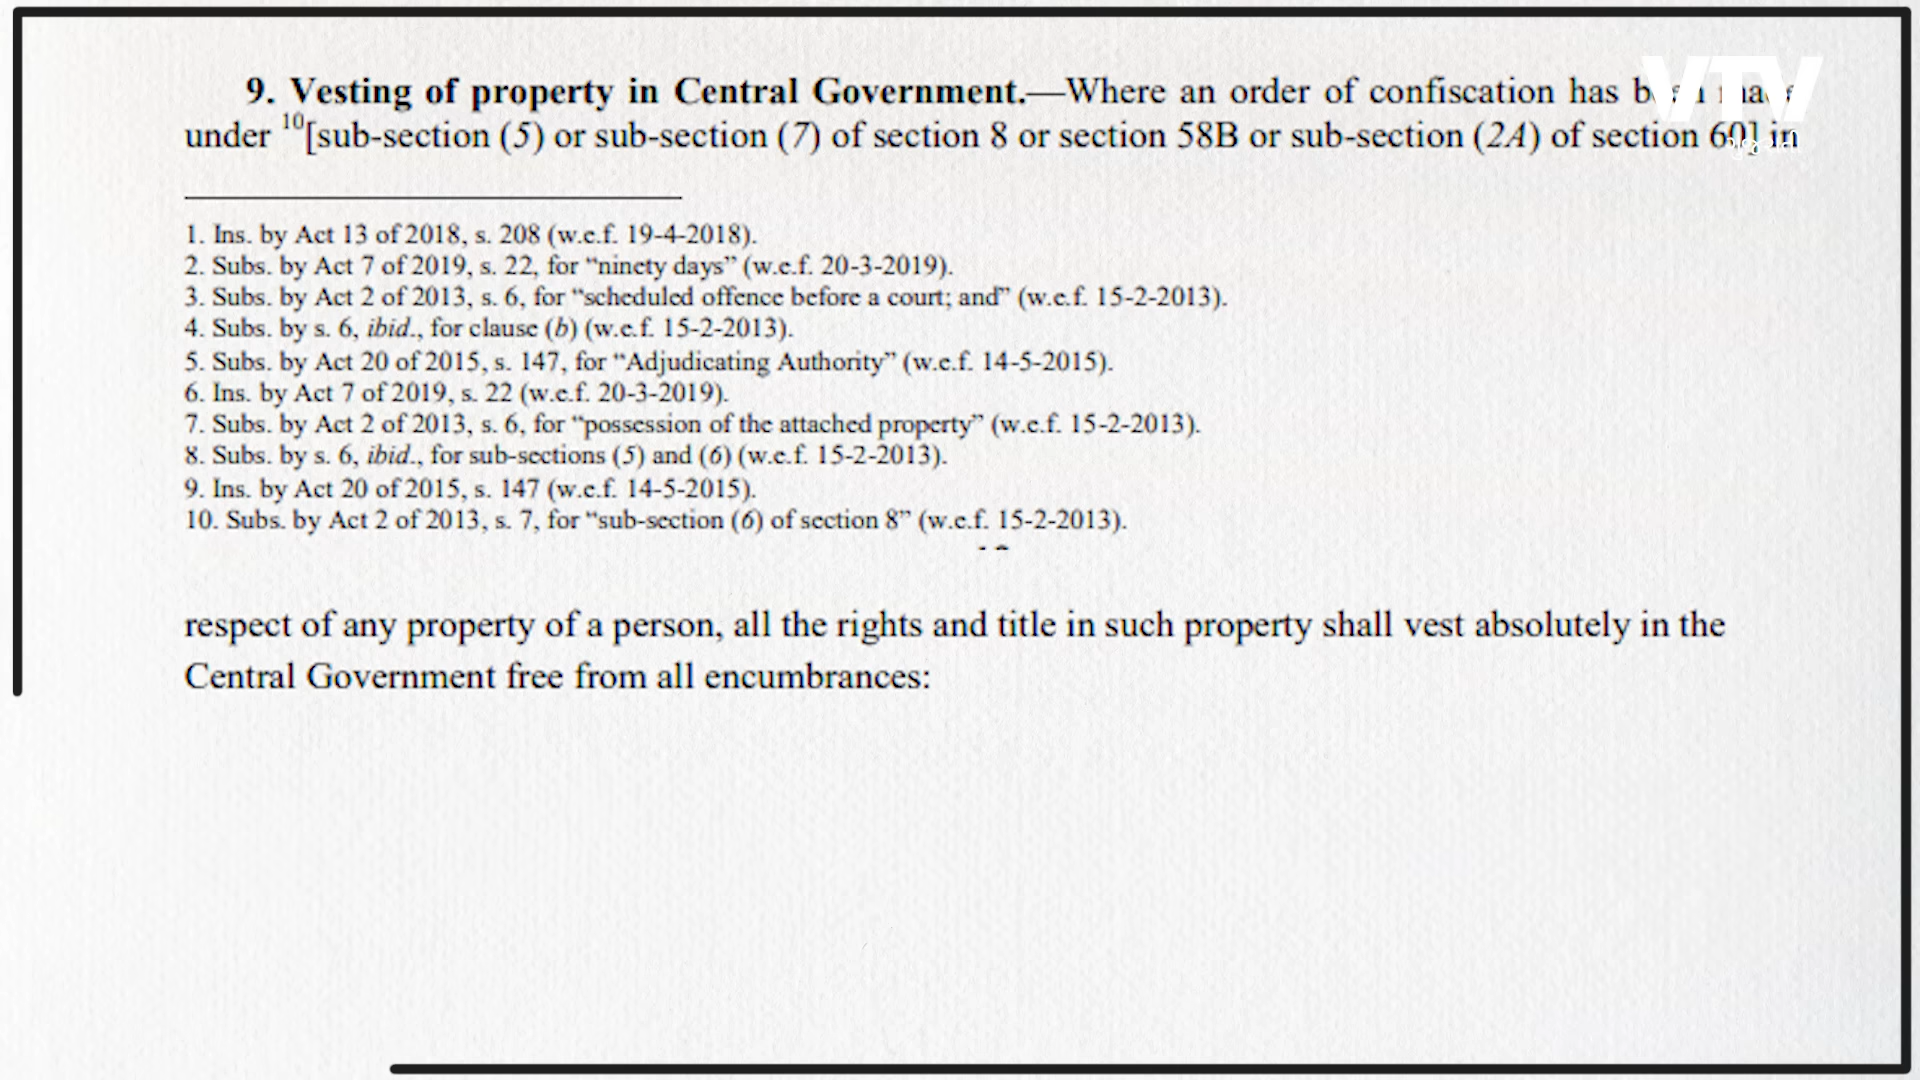 9. Vesting of property in Central Government.—Where an order of confiscation has been made
under 10[sub-section (5) or sub-section (7) of section 8 or section 58B or sub-section (2A) of section 60] in
1. Ins. by Act 13 of 2018, s. 208 (w.e.f. 19-4-2018).
2. Subs. by Act 7 of 2019, s. 22, for “ninety days” (w.e.f. 20-3-2019).
3. Subs. by Act 2 of 2013, s. 6, for “scheduled offence before a court; and” (w.e.f. 15-2-2013).
4. Subs. by s. 6, ibid., for clause (b) (w.e.f. 15-2-2013).
5. Subs. by Act 20 of 2015, s. 147, for “Adjudicating Authority” (w.e.f. 14-5-2015).
6. Ins. by Act 7 of 2019, s. 22 (w.e.f. 20-3-2019).
7. Subs. by Act 2 of 2013, s. 6, for “possession of the attached property” (w.e.f. 15-2-2013).
8. Subs. by s. 6, ibid., for sub-sections (5) and (6) (w.e.f. 15-2-2013).
9. Ins. by Act 20 of 2015, s. 147 (w.e.f. 14-5-2015).
10. Subs. by Act 2 of 2013, s. 7, for “sub-section (6) of section 8” (w.e.f. 15-2-2013).
respect of any property of a person, all the rights and title in such property shall vest absolutely in the
Central Government free from all encumbrances:
VTV